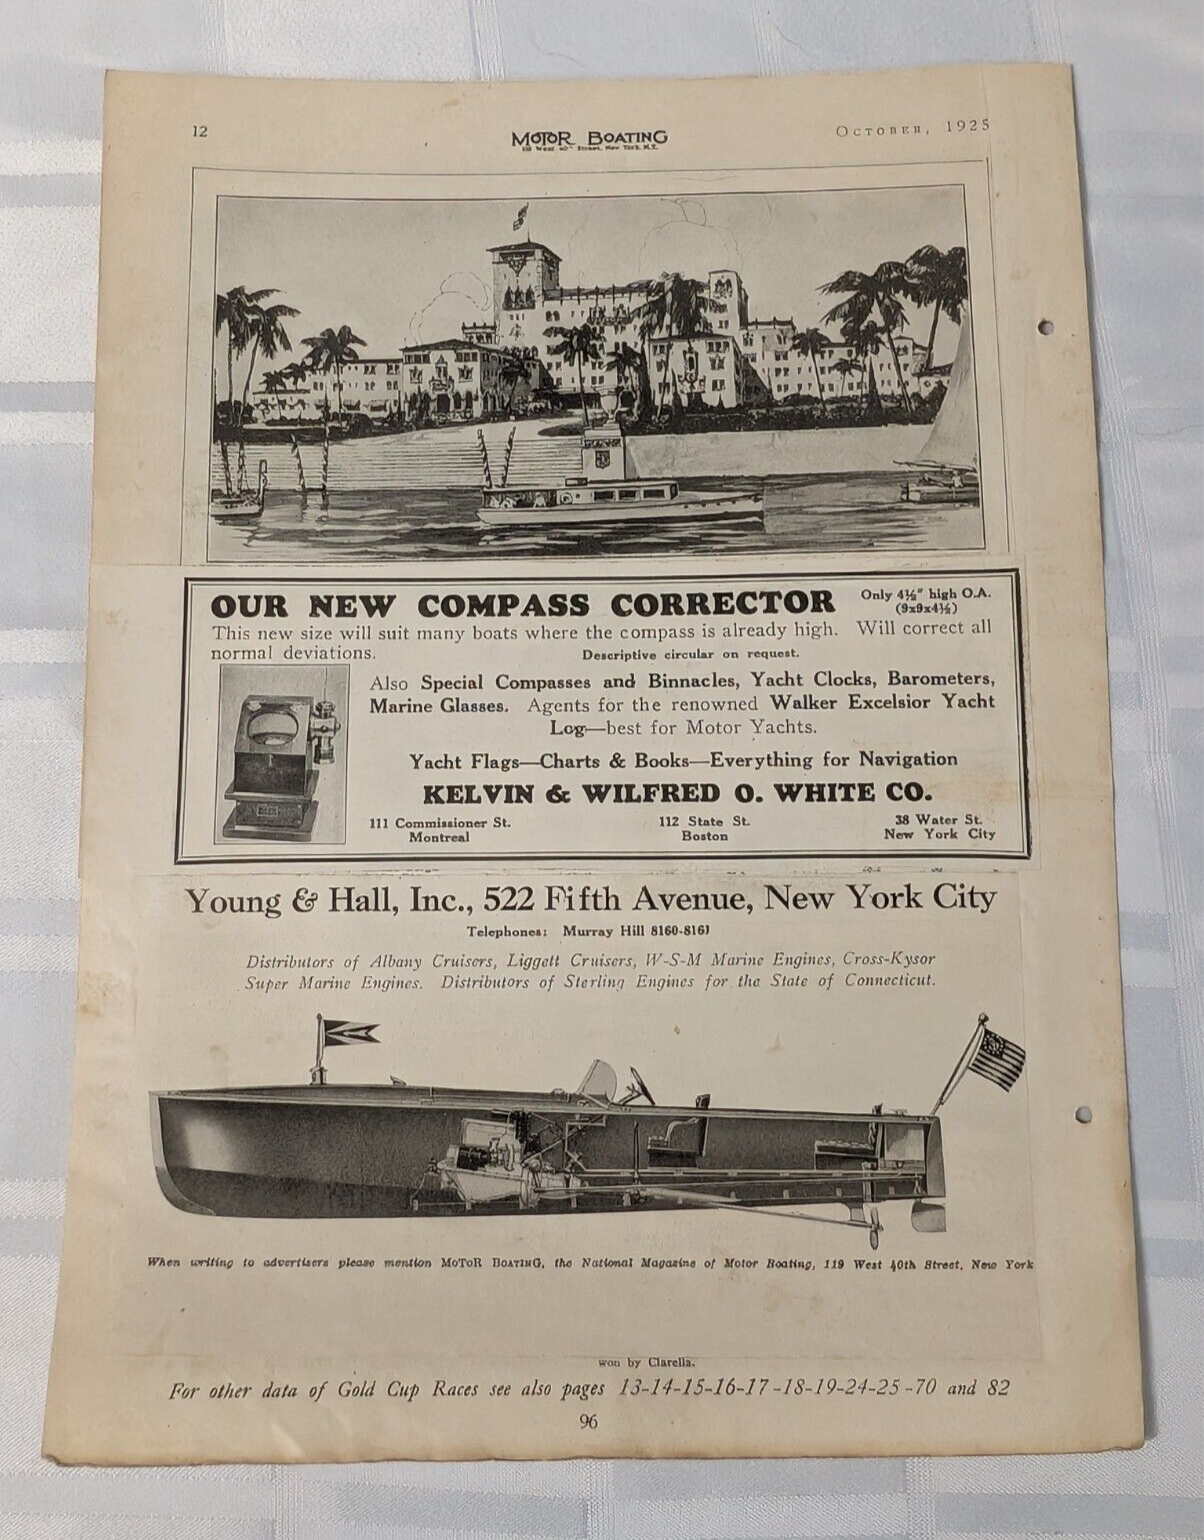 12
MOTOR BOATING
119 West 40th Street, New York, N.Y.
OCTOBER, 1925
OUR NEW COMPASS CORRECTOR
Only 4½" high O.A.
(9x9x4½)
This new size will suit many boats where the compass is already high. Will correct all
normal deviations.
Descriptive circular on request.
Also Special Compasses and Binnacles, Yacht Clocks, Barometers,
Marine Glasses. Agents for the renowned Walker Excelsior Yacht
Log—best for Motor Yachts.
Yacht Flags—Charts & Books—Everything for Navigation
KELVIN & WILFRED O. WHITE CO.
111 Commissioner St.
Montreal
112 State St.
Boston
38 Water St.
New York City
Young & Hall, Inc., 522 Fifth Avenue, New York City
Telephones: Murray Hill 8160-8161
Distributors of Albany Cruisers, Liggett Cruisers, W-S-M Marine Engines, Cross-Kysor
Super Marine Engines. Distributors of Sterling Engines for the State of Connecticut.
When writing to advertisers please mention MOTOR BOATING, the National Magazine of Motor Boating, 119 West 40th Street, New York
won by Clarella.
For other data of Gold Cup Races see also pages 13-14-15-16-17-18-19-24-25-70 and 82
96